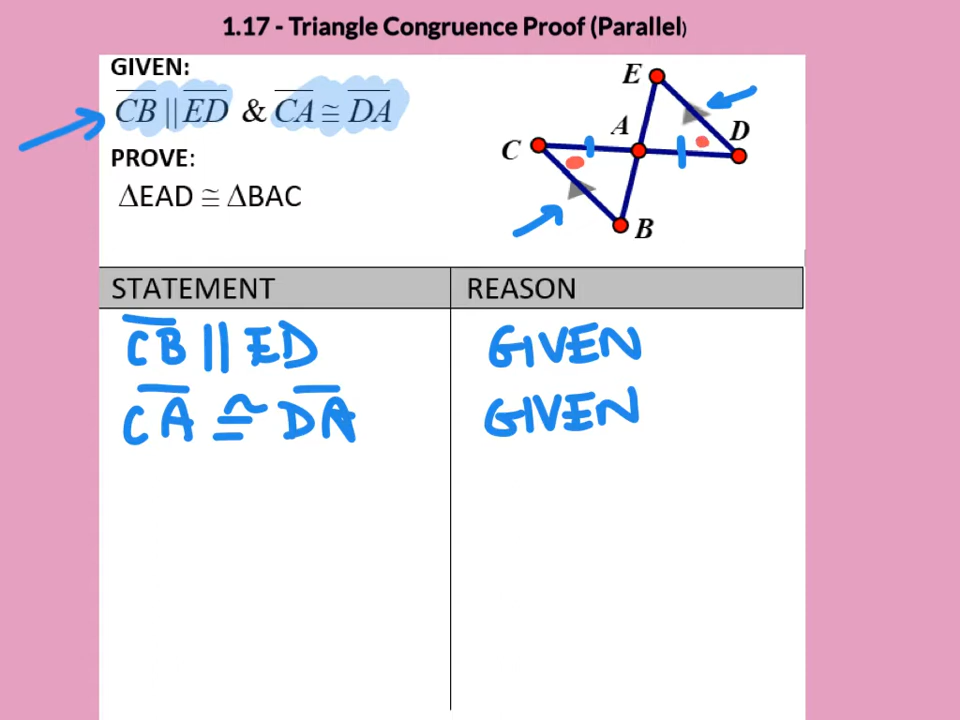 1.17 - Triangle Congruence Proof (Parallel)
GIVEN:
CB || ED & CA ≅ DA
PROVE:
ΔEAD ≅ ΔBAC
E
A
D
C
B
STATEMENT REASON
CB || ED GIVEN
CA ≅ DA GIVEN